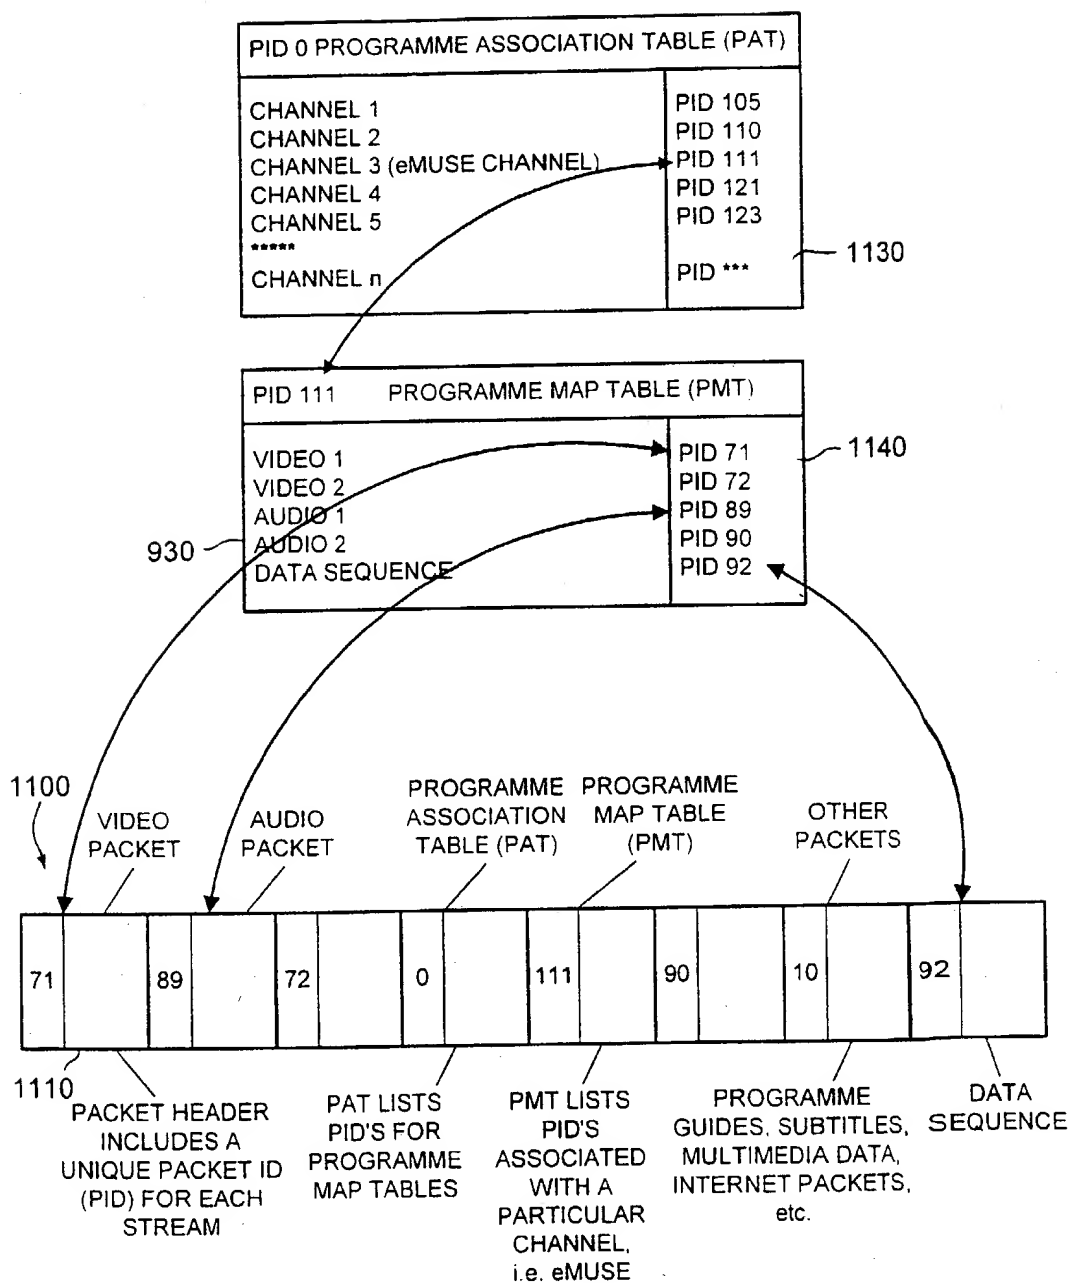 PID 0 PROGRAMME ASSOCIATION TABLE (PAT)
CHANNEL 1 PID 105
CHANNEL 2 PID 110
CHANNEL 3 (eMUSE CHANNEL) PID 111
CHANNEL 4 PID 121
CHANNEL 5 PID 123
*****
CHANNEL n PID ***
1130
PID 111 PROGRAMME MAP TABLE (PMT)
VIDEO 1 PID 71
VIDEO 2 PID 72
AUDIO 1 PID 89
AUDIO 2 PID 90
DATA SEQUENCE PID 92
1140
930
1100
VIDEO
PACKET
AUDIO
PACKET
PROGRAMME
ASSOCIATION
TABLE (PAT)
PROGRAMME
MAP TABLE
(PMT)
OTHER
PACKETS
71 89 72 0 111 90 10 92
1110
PACKET HEADER
INCLUDES A
UNIQUE PACKET ID
(PID) FOR EACH
STREAM
PAT LISTS
PID'S FOR
PROGRAMME
MAP TABLES
PMT LISTS
PID'S
ASSOCIATED
WITH A
PARTICULAR
CHANNEL,
i.e. eMUSE
PROGRAMME
GUIDES, SUBTITLES,
MULTIMEDIA DATA,
INTERNET PACKETS,
etc.
DATA
SEQUENCE